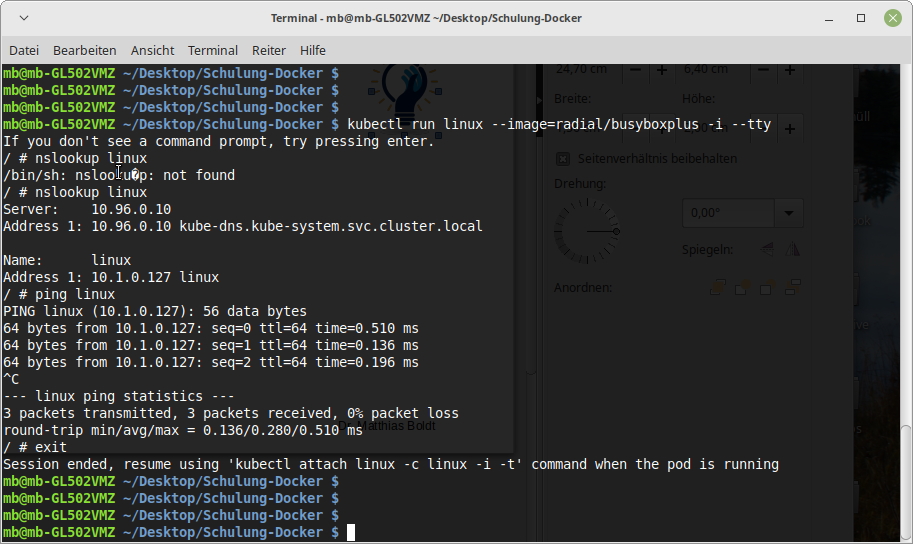 Terminal - mb@mb-GL502VMZ ~/Desktop/Schulung-Docker
Datei Bearbeiten Ansicht Terminal Reiter Hilfe
mb@mb-GL502VMZ ~/Desktop/Schulung-Docker $
mb@mb-GL502VMZ ~/Desktop/Schulung-Docker $
mb@mb-GL502VMZ ~/Desktop/Schulung-Docker $
mb@mb-GL502VMZ ~/Desktop/Schulung-Docker $ kubectl run linux --image=radial/busyboxplus -i --tty
If you don't see a command prompt, try pressing enter.
/ # nslookup linux
/bin/sh: nslooku�p: not found
/ # nslookup linux
Server:    10.96.0.10
Address 1: 10.96.0.10 kube-dns.kube-system.svc.cluster.local
Name:      linux
Address 1: 10.1.0.127 linux
/ # ping linux
PING linux (10.1.0.127): 56 data bytes
64 bytes from 10.1.0.127: seq=0 ttl=64 time=0.510 ms
64 bytes from 10.1.0.127: seq=1 ttl=64 time=0.136 ms
64 bytes from 10.1.0.127: seq=2 ttl=64 time=0.196 ms
^C
--- linux ping statistics ---
3 packets transmitted, 3 packets received, 0% packet loss
round-trip min/avg/max = 0.136/0.280/0.510 ms
/ # exit
Session ended, resume using 'kubectl attach linux -c linux -i -t' command when the pod is running
mb@mb-GL502VMZ ~/Desktop/Schulung-Docker $
mb@mb-GL502VMZ ~/Desktop/Schulung-Docker $
mb@mb-GL502VMZ ~/Desktop/Schulung-Docker $
mb@mb-GL502VMZ ~/Desktop/Schulung-Docker $
24,70 cm
6,40 cm
Breite:
Höhe:
Seitenverhältnis beibehalten
Drehung:
0,00°
Spiegeln:
Anordnen:
Matthias Boldt